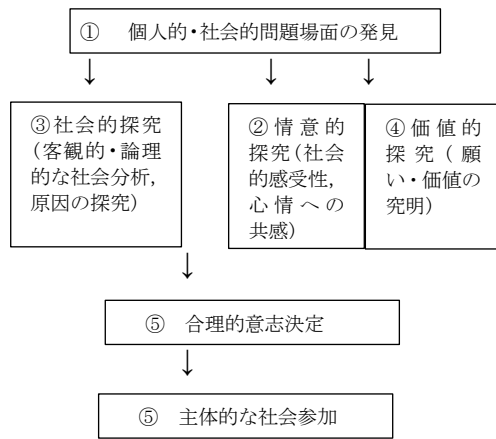 ① 個人的・社会的問題場面の発見
↓ ↓ ↓
③社会的探究
(客観的・論理
的な社会分析,
原因の探究)
②情意的
探究(社会
的感受性,
心情への
共感)
④価値的
探究(願
い・価値の
究明)
↓
⑤ 合理的意志決定
↓
⑤ 主体的な社会参加